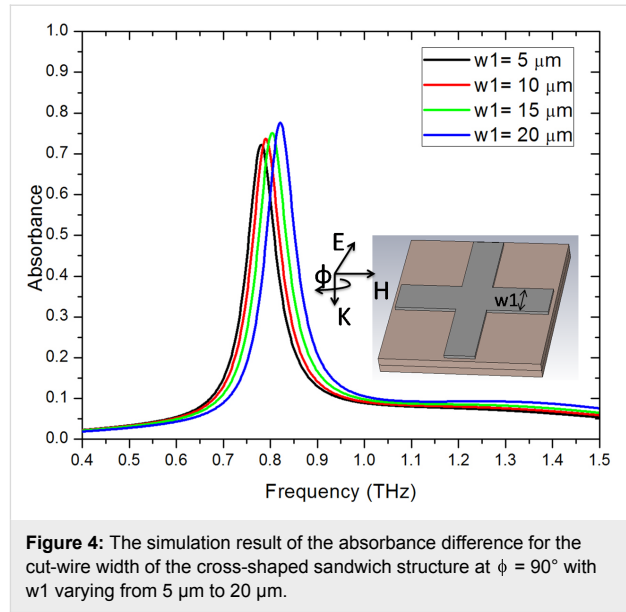 1.0
0.9
0.8
0.7
0.6
0.5
0.4
0.3
0.2
0.1
0.0
Absorbance
w1= 5 μm
w1= 10 μm
w1= 15 μm
w1= 20 μm
E
ϕ
H
K
w1
0.4 0.5 0.6 0.7 0.8 0.9 1.0 1.1 1.2 1.3 1.4 1.5
Frequency (THz)
Figure 4: The simulation result of the absorbance difference for the
cut-wire width of the cross-shaped sandwich structure at ϕ = 90° with
w1 varying from 5 μm to 20 μm.